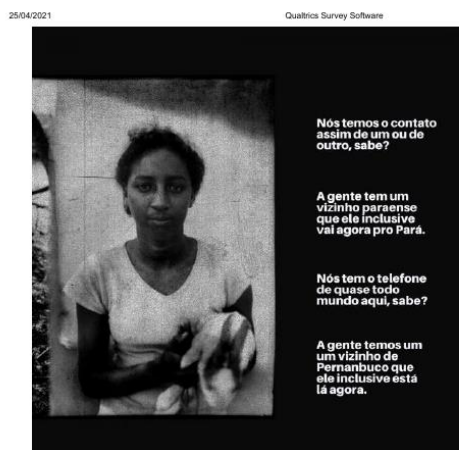 25/04/2021
Qualtrics Survey Software
Nós temos o contato
assim de um ou de
outro, sabe?
A gente tem um
vizinho paraense
que ele inclusive
vai agora pro Pará.
Nós tem o telefone
de quase todo
mundo aqui, sabe?
A gente temos um
um vizinho de
Pernanbuco que
ele inclusive está
lá agora.